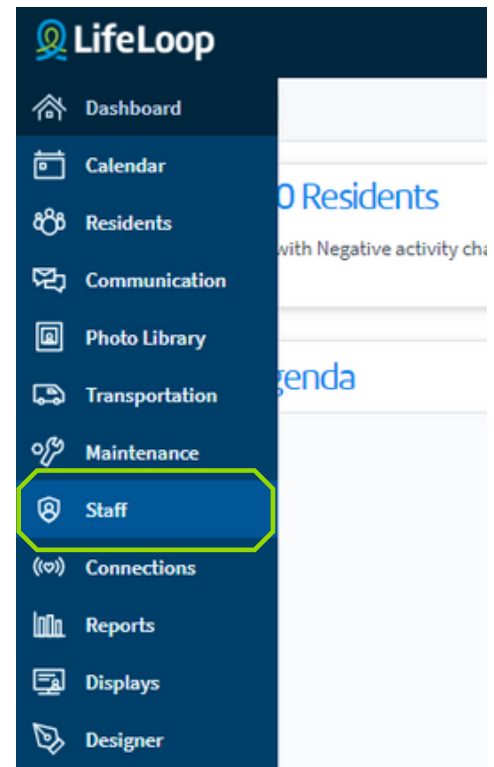 LifeLoop
Dashboard
Calendar
Residents
Communication
Photo Library
Transportation
Maintenance
Staff
Connections
Reports
Displays
Designer
0 Residents
with Negative activity
genda